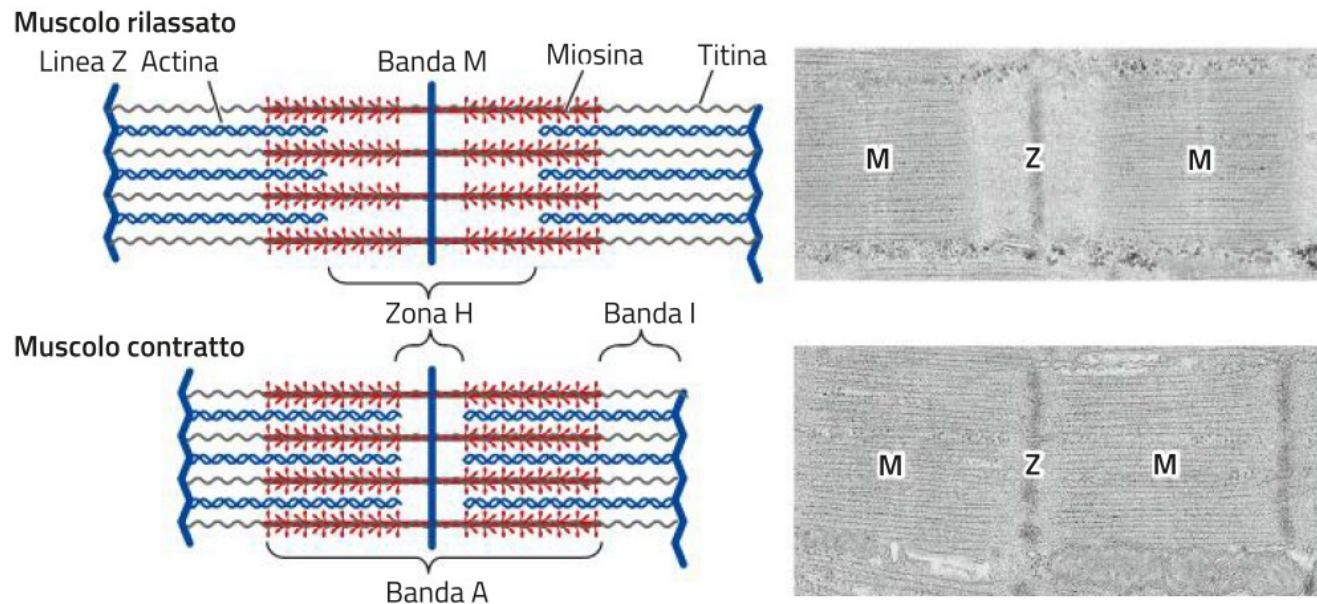 Muscolo rilassato
Linea Z Actina Banda M Miosina Titina
M Z M
Zona H Banda I
Muscolo contratto
M Z M
Banda A